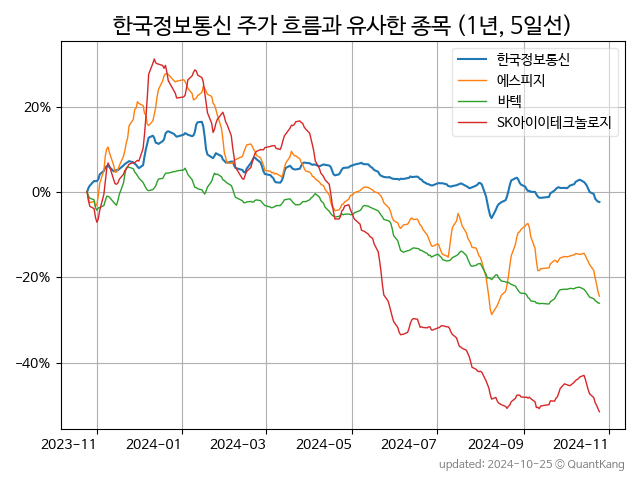 한국정보통신 주가 흐름과 유사한 종목 (1년, 5일선)
한국정보통신
에스피지
바텍
SK아이이테크놀로지
20%
0%
−20%
−40%
2023-11
2024-01
2024-03
2024-05
2024-07
2024-09
2024-11
updated: 2024-10-25 © QuantKang